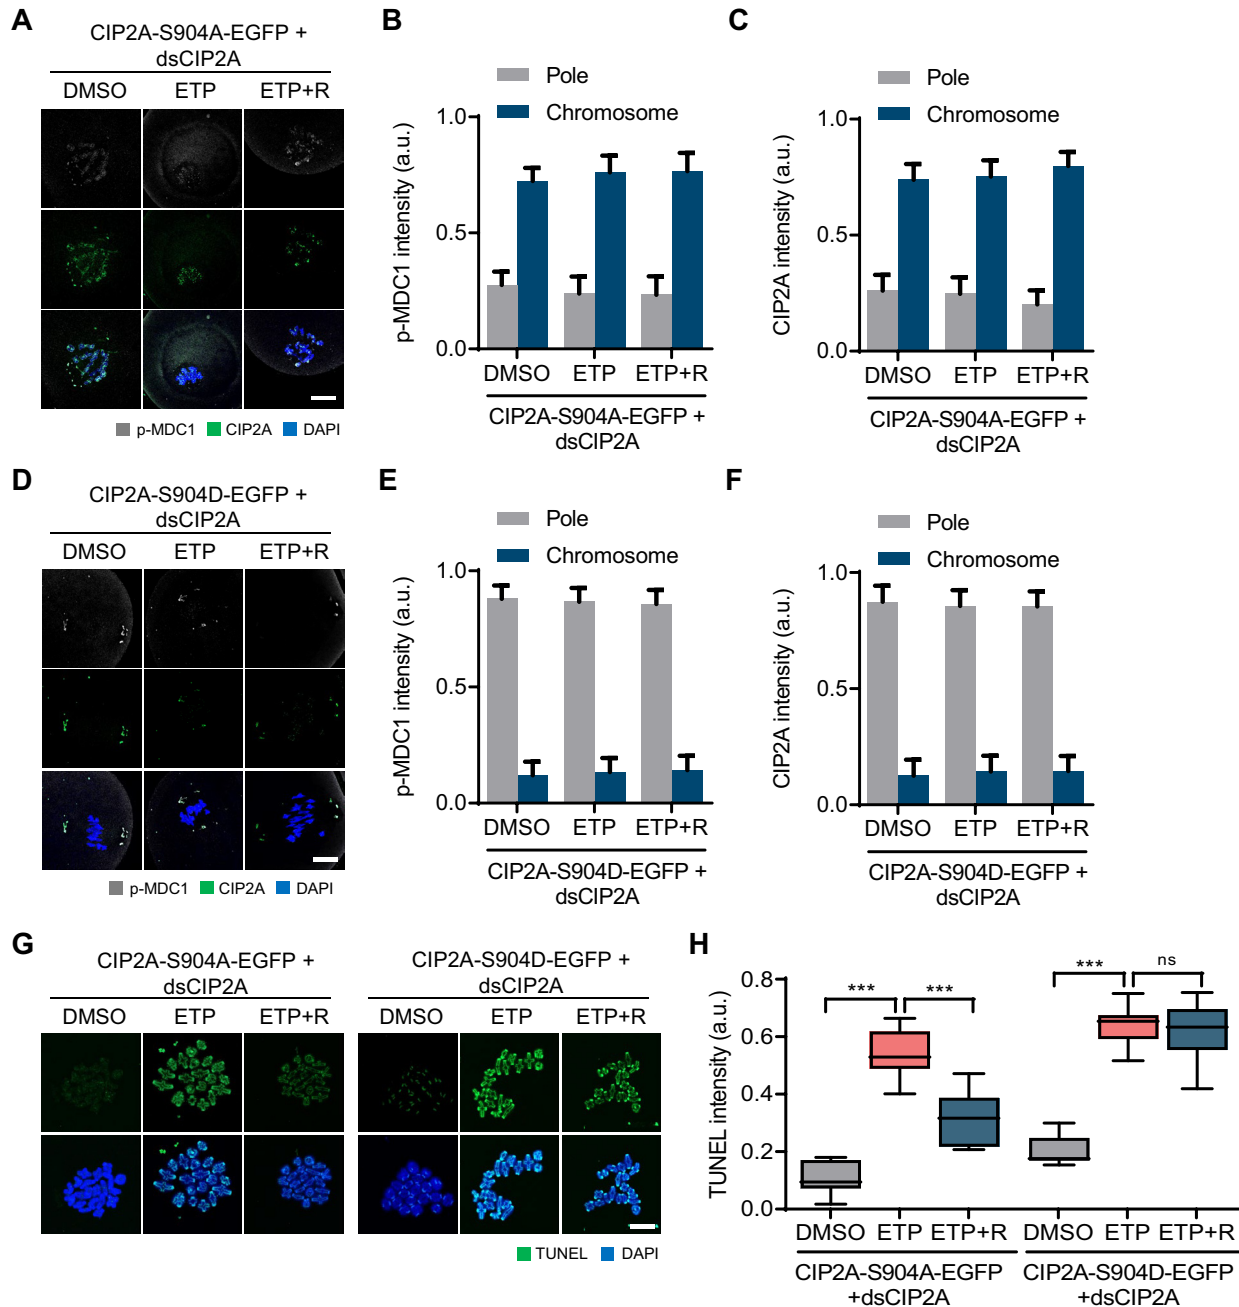 A
CIP2A-S904A-EGFP +
dsCIP2A
DMSO ETP ETP+R
p-MDC1 CIP2A DAPI
B
Pole
Chromosome
p-MDC1 intensity (a.u.)
1.0
0.5
0.0
DMSO ETP ETP+R
CIP2A-S904A-EGFP +
dsCIP2A
C
Pole
Chromosome
CIP2A intensity (a.u.)
1.0
0.5
0.0
DMSO ETP ETP+R
CIP2A-S904A-EGFP +
dsCIP2A
D
CIP2A-S904D-EGFP +
dsCIP2A
DMSO ETP ETP+R
p-MDC1 CIP2A DAPI
E
Pole
Chromosome
p-MDC1 intensity (a.u.)
1.0
0.5
0.0
DMSO ETP ETP+R
CIP2A-S904D-EGFP +
dsCIP2A
F
Pole
Chromosome
CIP2A intensity (a.u.)
1.0
0.5
0.0
DMSO ETP ETP+R
CIP2A-S904D-EGFP +
dsCIP2A
G
CIP2A-S904A-EGFP +
dsCIP2A
DMSO ETP ETP+R
CIP2A-S904D-EGFP +
dsCIP2A
DMSO ETP ETP+R
TUNEL DAPI
H
TUNEL intensity (a.u.)
0.8
0.6
0.4
0.2
0.0
*** *** *** ns
DMSO ETP ETP+R DMSO ETP ETP+R
CIP2A-S904A-EGFP
+dsCIP2A
CIP2A-S904D-EGFP
+dsCIP2A